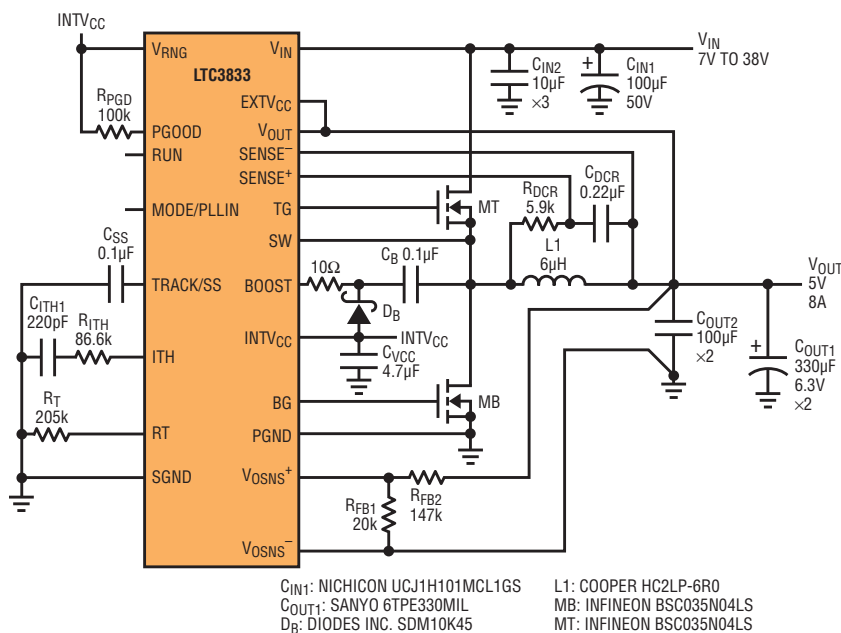 INTVCC
VRNG
LTC3833
VIN
VIN
7V TO 38V
CIN2
10µF
×3
+
CIN1
100µF
50V
RPGD
100k
PGOOD
RUN
EXTVCC
VOUT
SENSE–
SENSE+
RDCR
5.9k
CDCR
0.22µF
MODE/PLLIN
TG
MT
SW
L1
6µH
CSS
0.1µF
TRACK/SS
BOOST
10Ω
CB 0.1µF
DB
VOUT
5V
8A
CITH1
220pF
RITH
86.6k
ITH
INTVCC
INTVCC
CVCC
4.7µF
COUT2
100µF
×2
+
COUT1
330µF
6.3V
×2
RT
205k
RT
BG
MB
PGND
SGND
VOSNS+
RFB1
20k
RFB2
147k
VOSNS–
CIN1: NICHICON UCJ1H101MCL1GS
COUT1: SANYO 6TPE330MIL
DB: DIODES INC. SDM10K45
L1: COOPER HC2LP-6R0
MB: INFINEON BSC035N04LS
MT: INFINEON BSC035N04LS